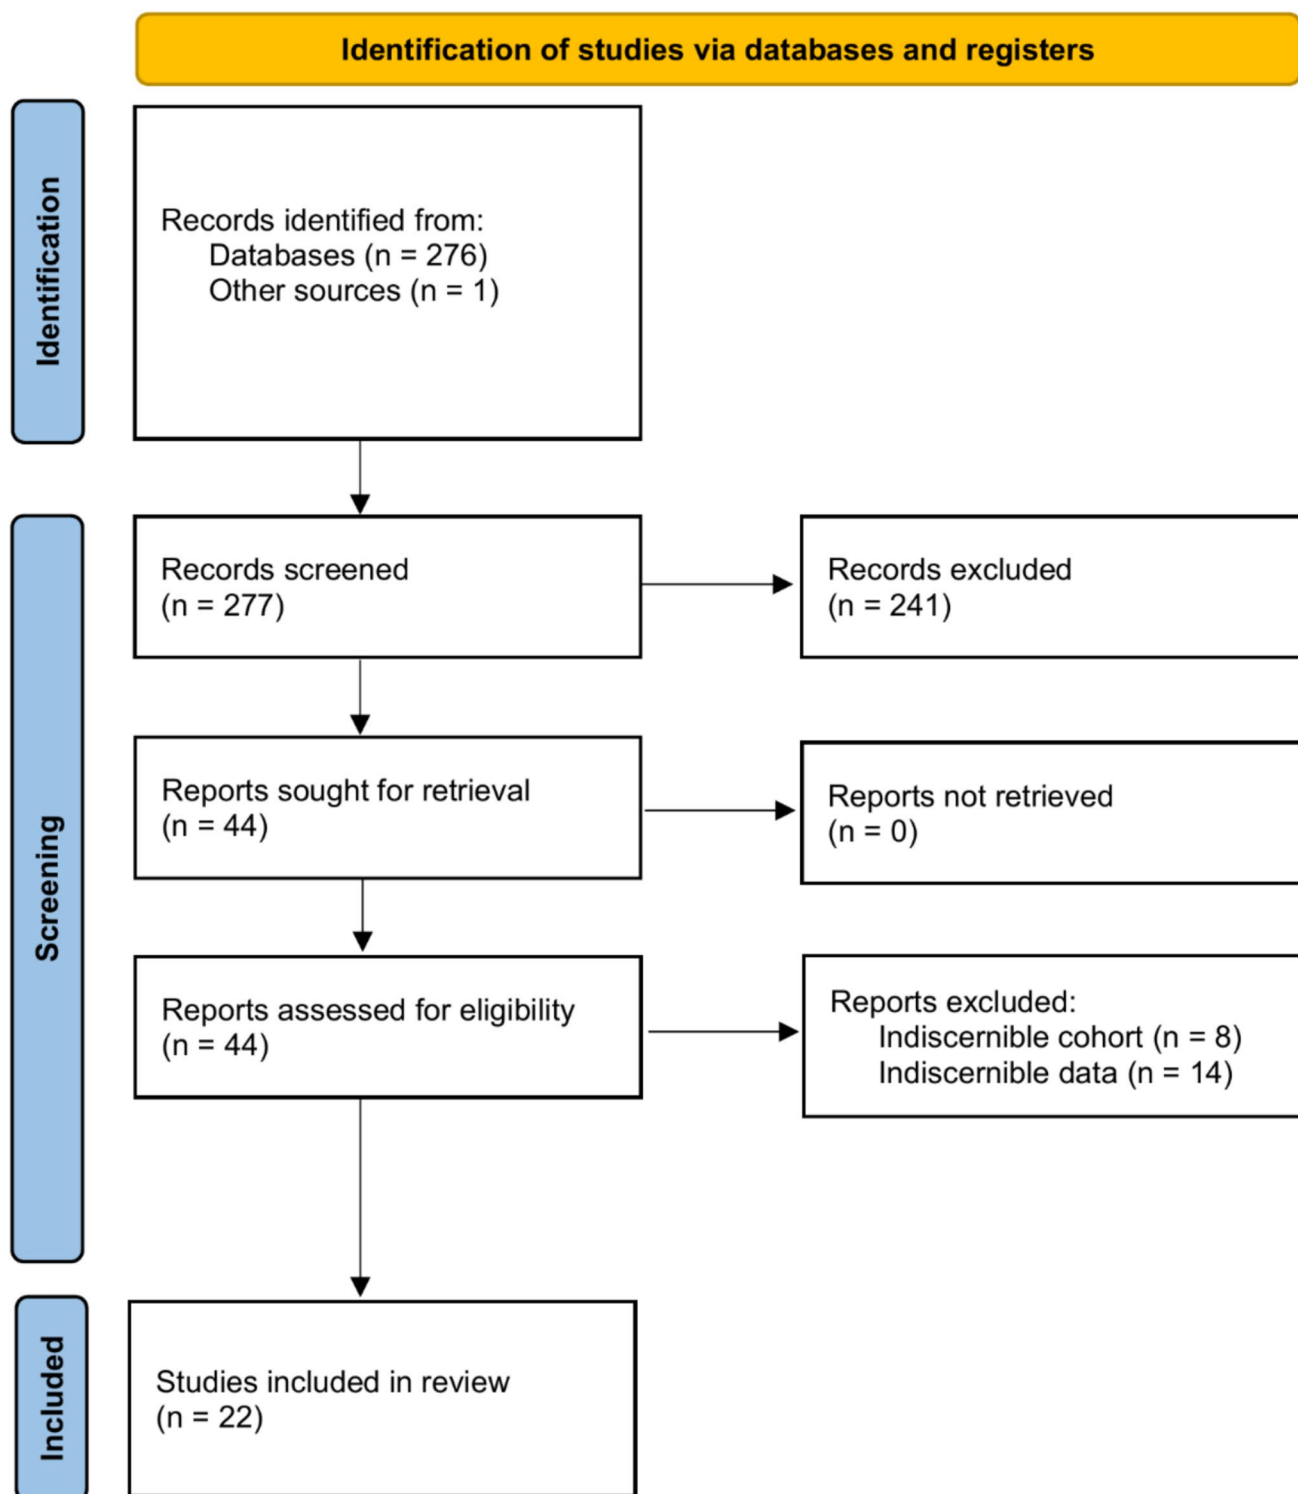 Identification of studies via databases and registers
Identification
Records identified from:
Databases (n = 276)
Other sources (n = 1)
Screening
Records screened
(n = 277)
Records excluded
(n = 241)
Reports sought for retrieval
(n = 44)
Reports not retrieved
(n = 0)
Reports assessed for eligibility
(n = 44)
Reports excluded:
Indiscernible cohort (n = 8)
Indiscernible data (n = 14)
Included
Studies included in review
(n = 22)